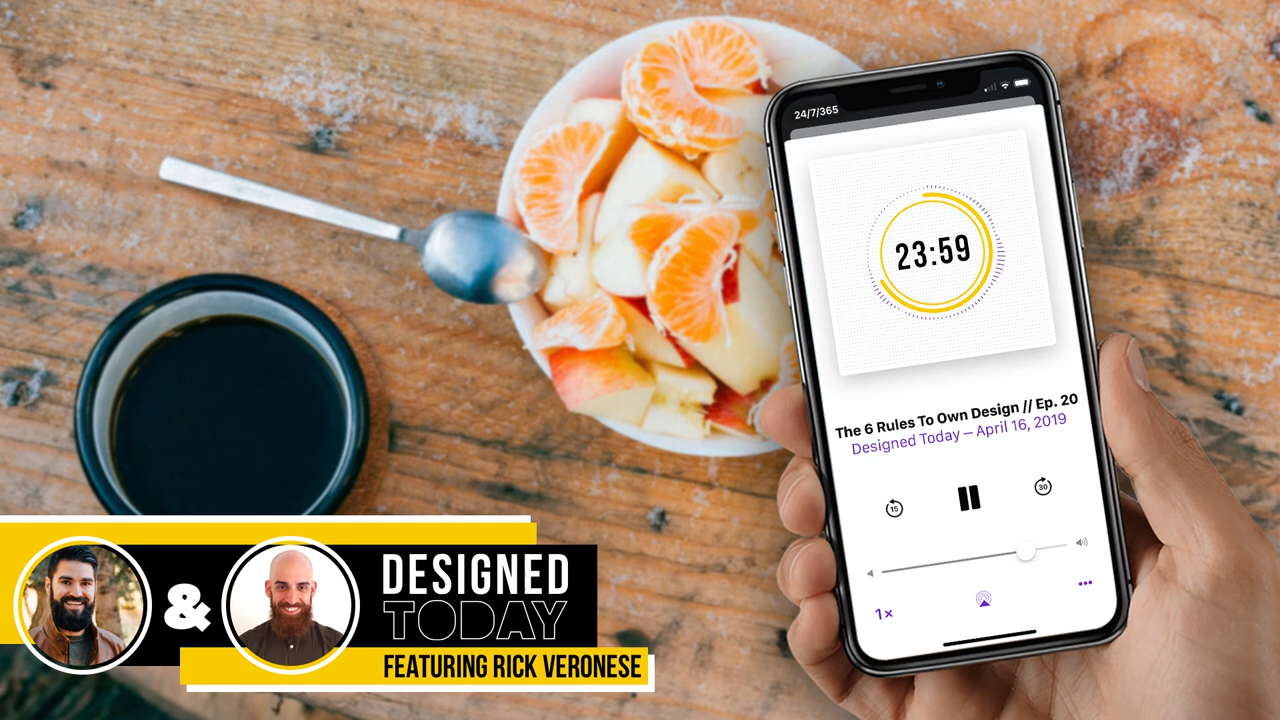 24/7/365
23:59
The 6 Rules To Own Design // Ep. 20
Designed Today – April 16, 2019
15
30
1×
&
DESIGNED
TODAY
FEATURING RICK VERONESE